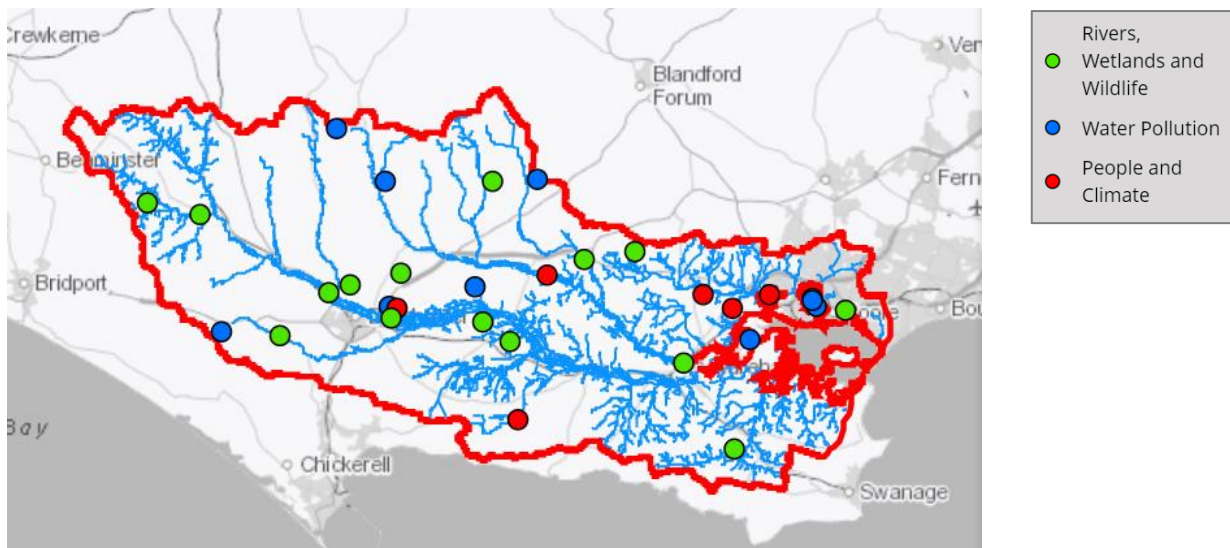 Crewkerne
Ver
Blandford
Forum
Beaminster
Fern
Bridport
Bou
Bay
Chickerell
Swanage
Rivers,
Wetlands and
Wildlife
Water Pollution
People and
Climate